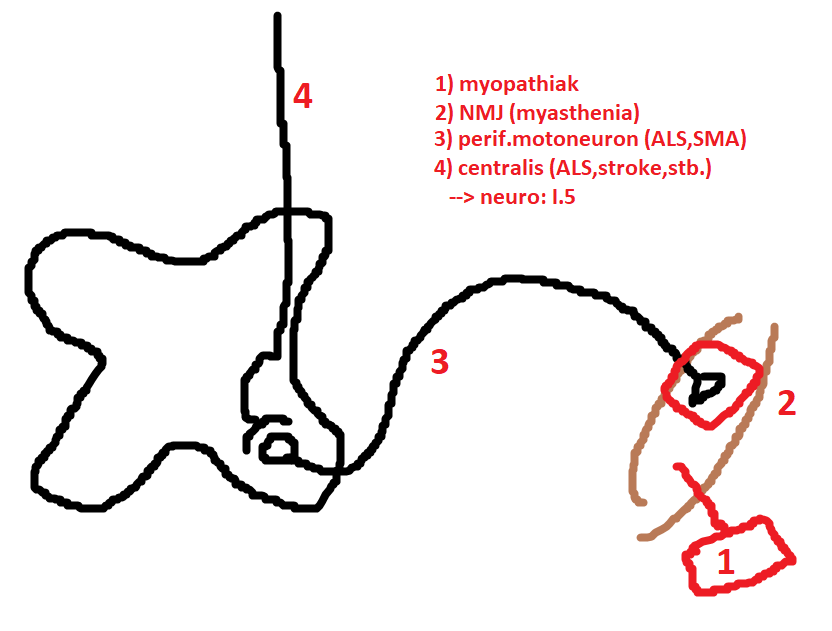 4
1) myopathiak
2) NMJ (myasthenia)
3) perif.motoneuron (ALS,SMA)
4) centralis (ALS,stroke,stb.)
--> neuro: I.5
3
2
1